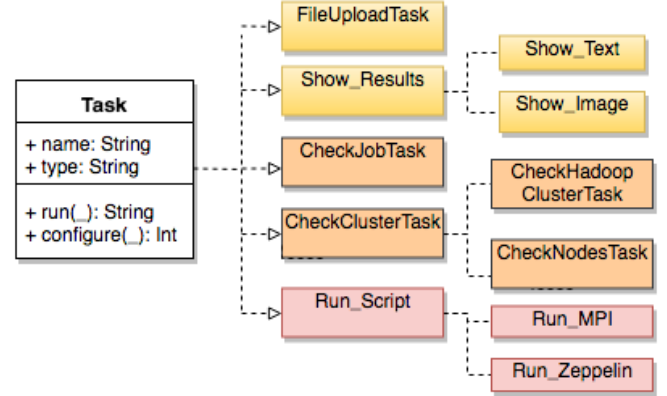 Task
+ name: String
+ type: String
+ run(_): String
+ configure(_): Int
FileUploadTask
Show_Results
Show_Text
Show_Image
CheckJobTask
CheckClusterTask
CheckHadoop
ClusterTask
CheckNodesTask
Run_Script
Run_MPI
Run_Zeppelin